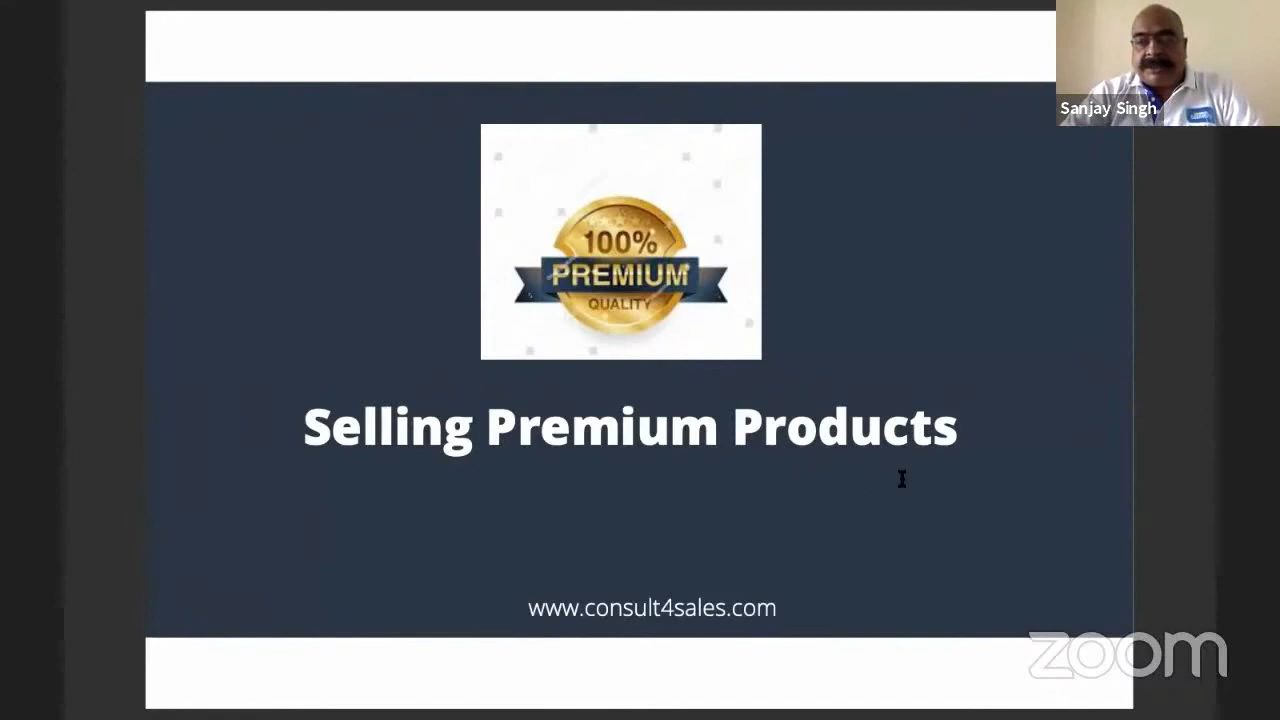 Sanjay Singh
100%
PREMIUM
QUALITY
Selling Premium Products
www.consult4sales.com
zoom